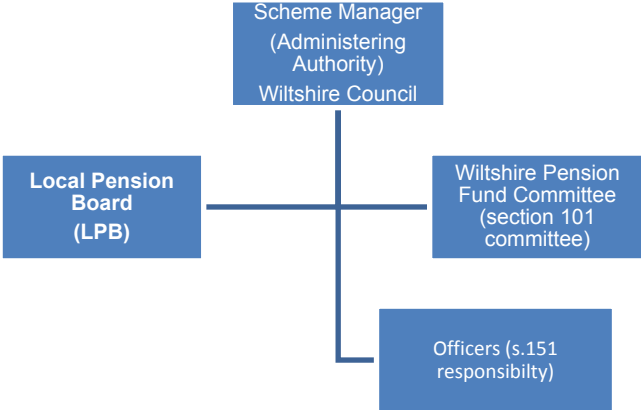 Scheme Manager
(Administering
Authority)
Wiltshire Council
Local Pension
Board
(LPB)
Wiltshire Pension
Fund Committee
(section 101
committee)
Officers (s.151
responsibilty)